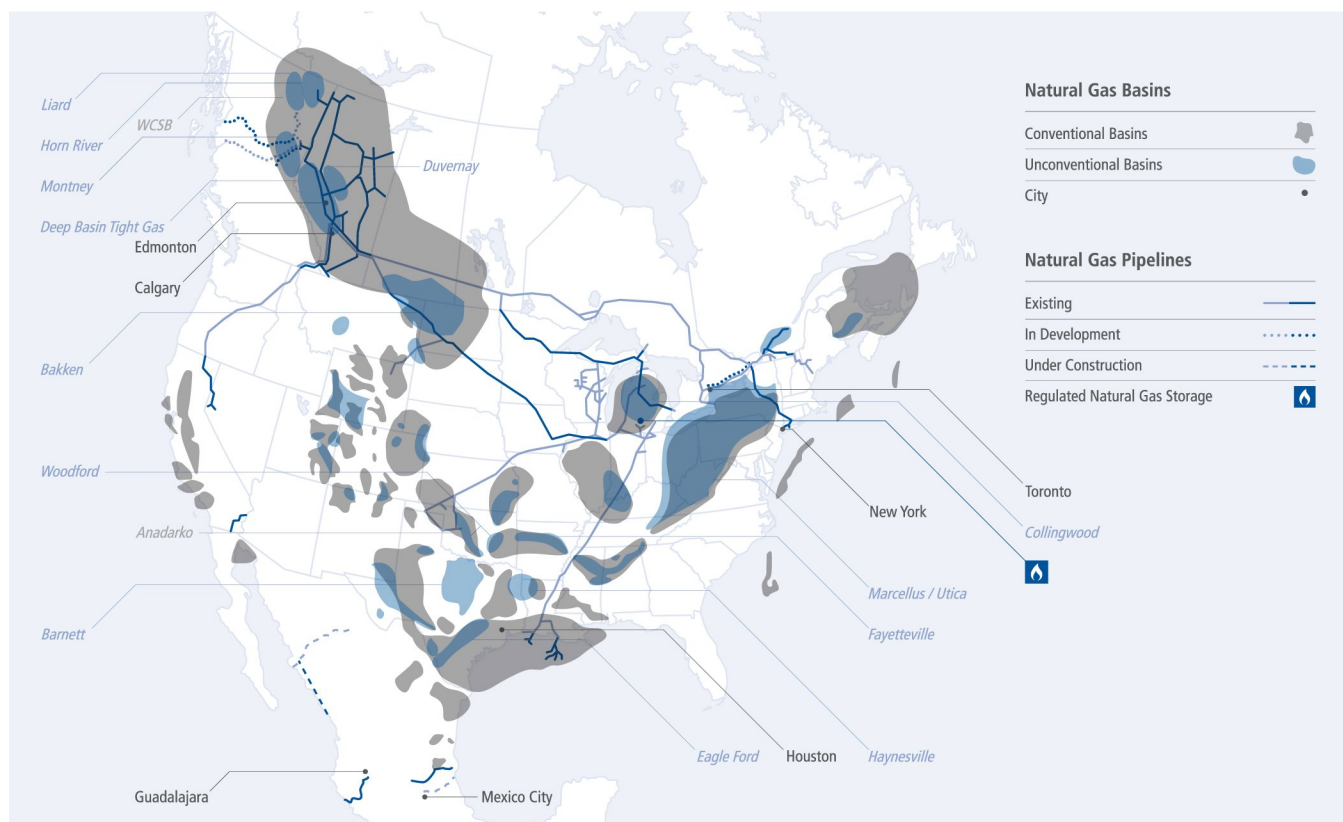 Liard
WCSB
Horn River
Montney
Duvernay
Deep Basin Tight Gas
Edmonton
Calgary
Bakken
Woodford
Anadarko
Barnett
Guadalajara
Mexico City
Eagle Ford
Houston
Haynesville
Fayetteville
Marcellus / Utica
New York
Toronto
Collingwood
Natural Gas Basins
Conventional Basins
Unconventional Basins
City
Natural Gas Pipelines
Existing
In Development
Under Construction
Regulated Natural Gas Storage